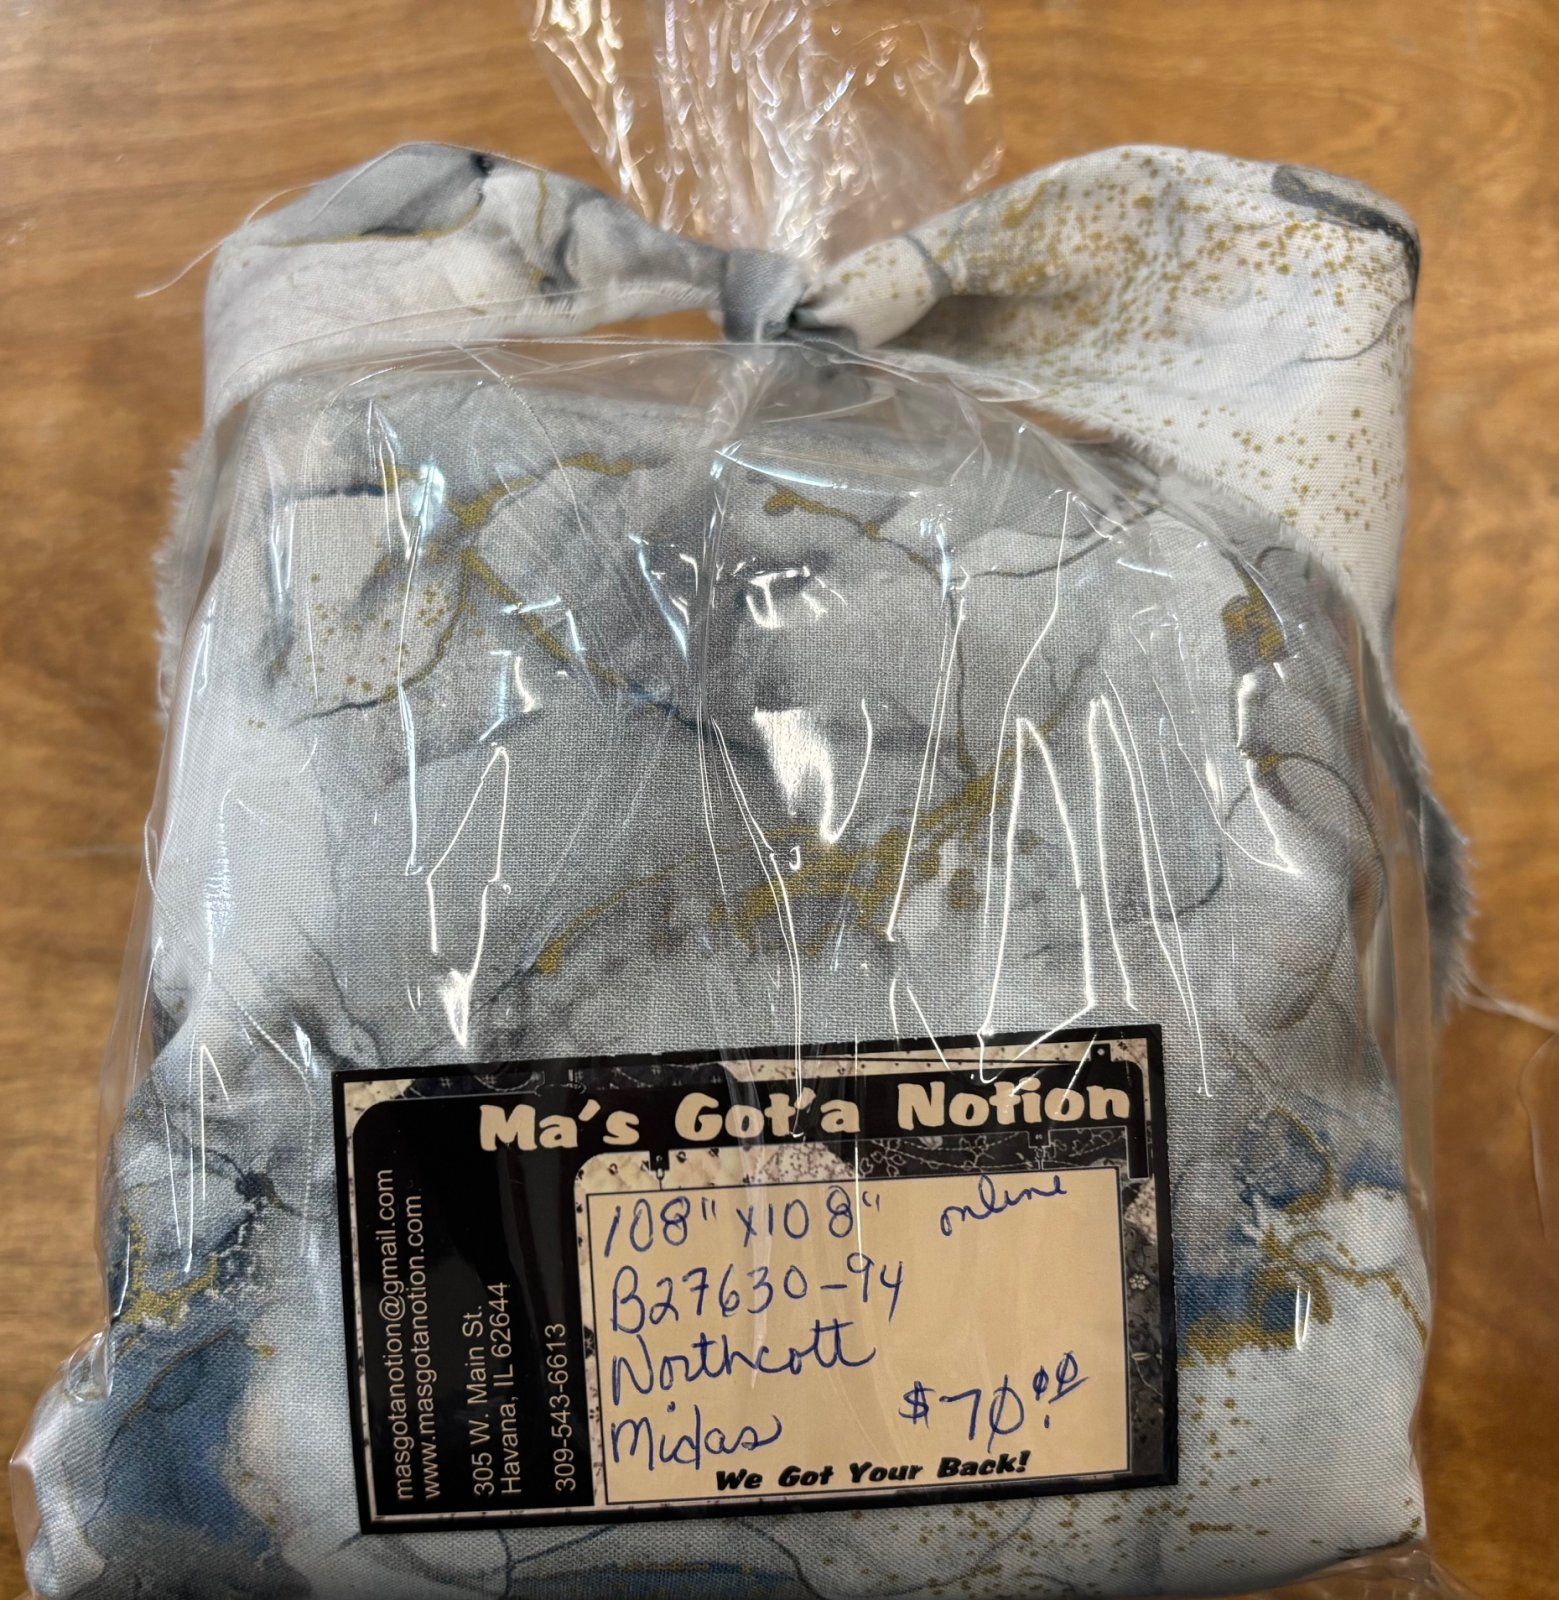 Ma's Got'a Notion
masgotanotion@gmail.com
www.masgotanotion.com
305 W. Main St.
Havana, IL 62644
309-543-6613
108" x 108" online
B27630-94
Northcott
Midas
$70.00
We Got Your Back!